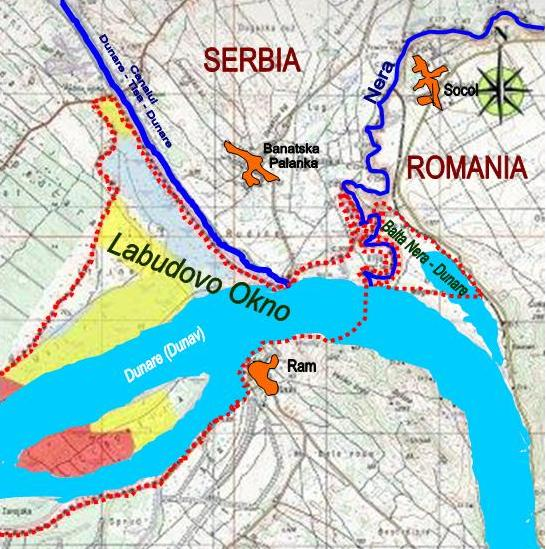 SERBIA
N
Canalul
Dunare - Tisa - Dunare
Nera
Socol
Banatska
Palanka
ROMANIA
Balta Nera - Dunare
Labudovo Okno
Dunare (Dunav)
Ram